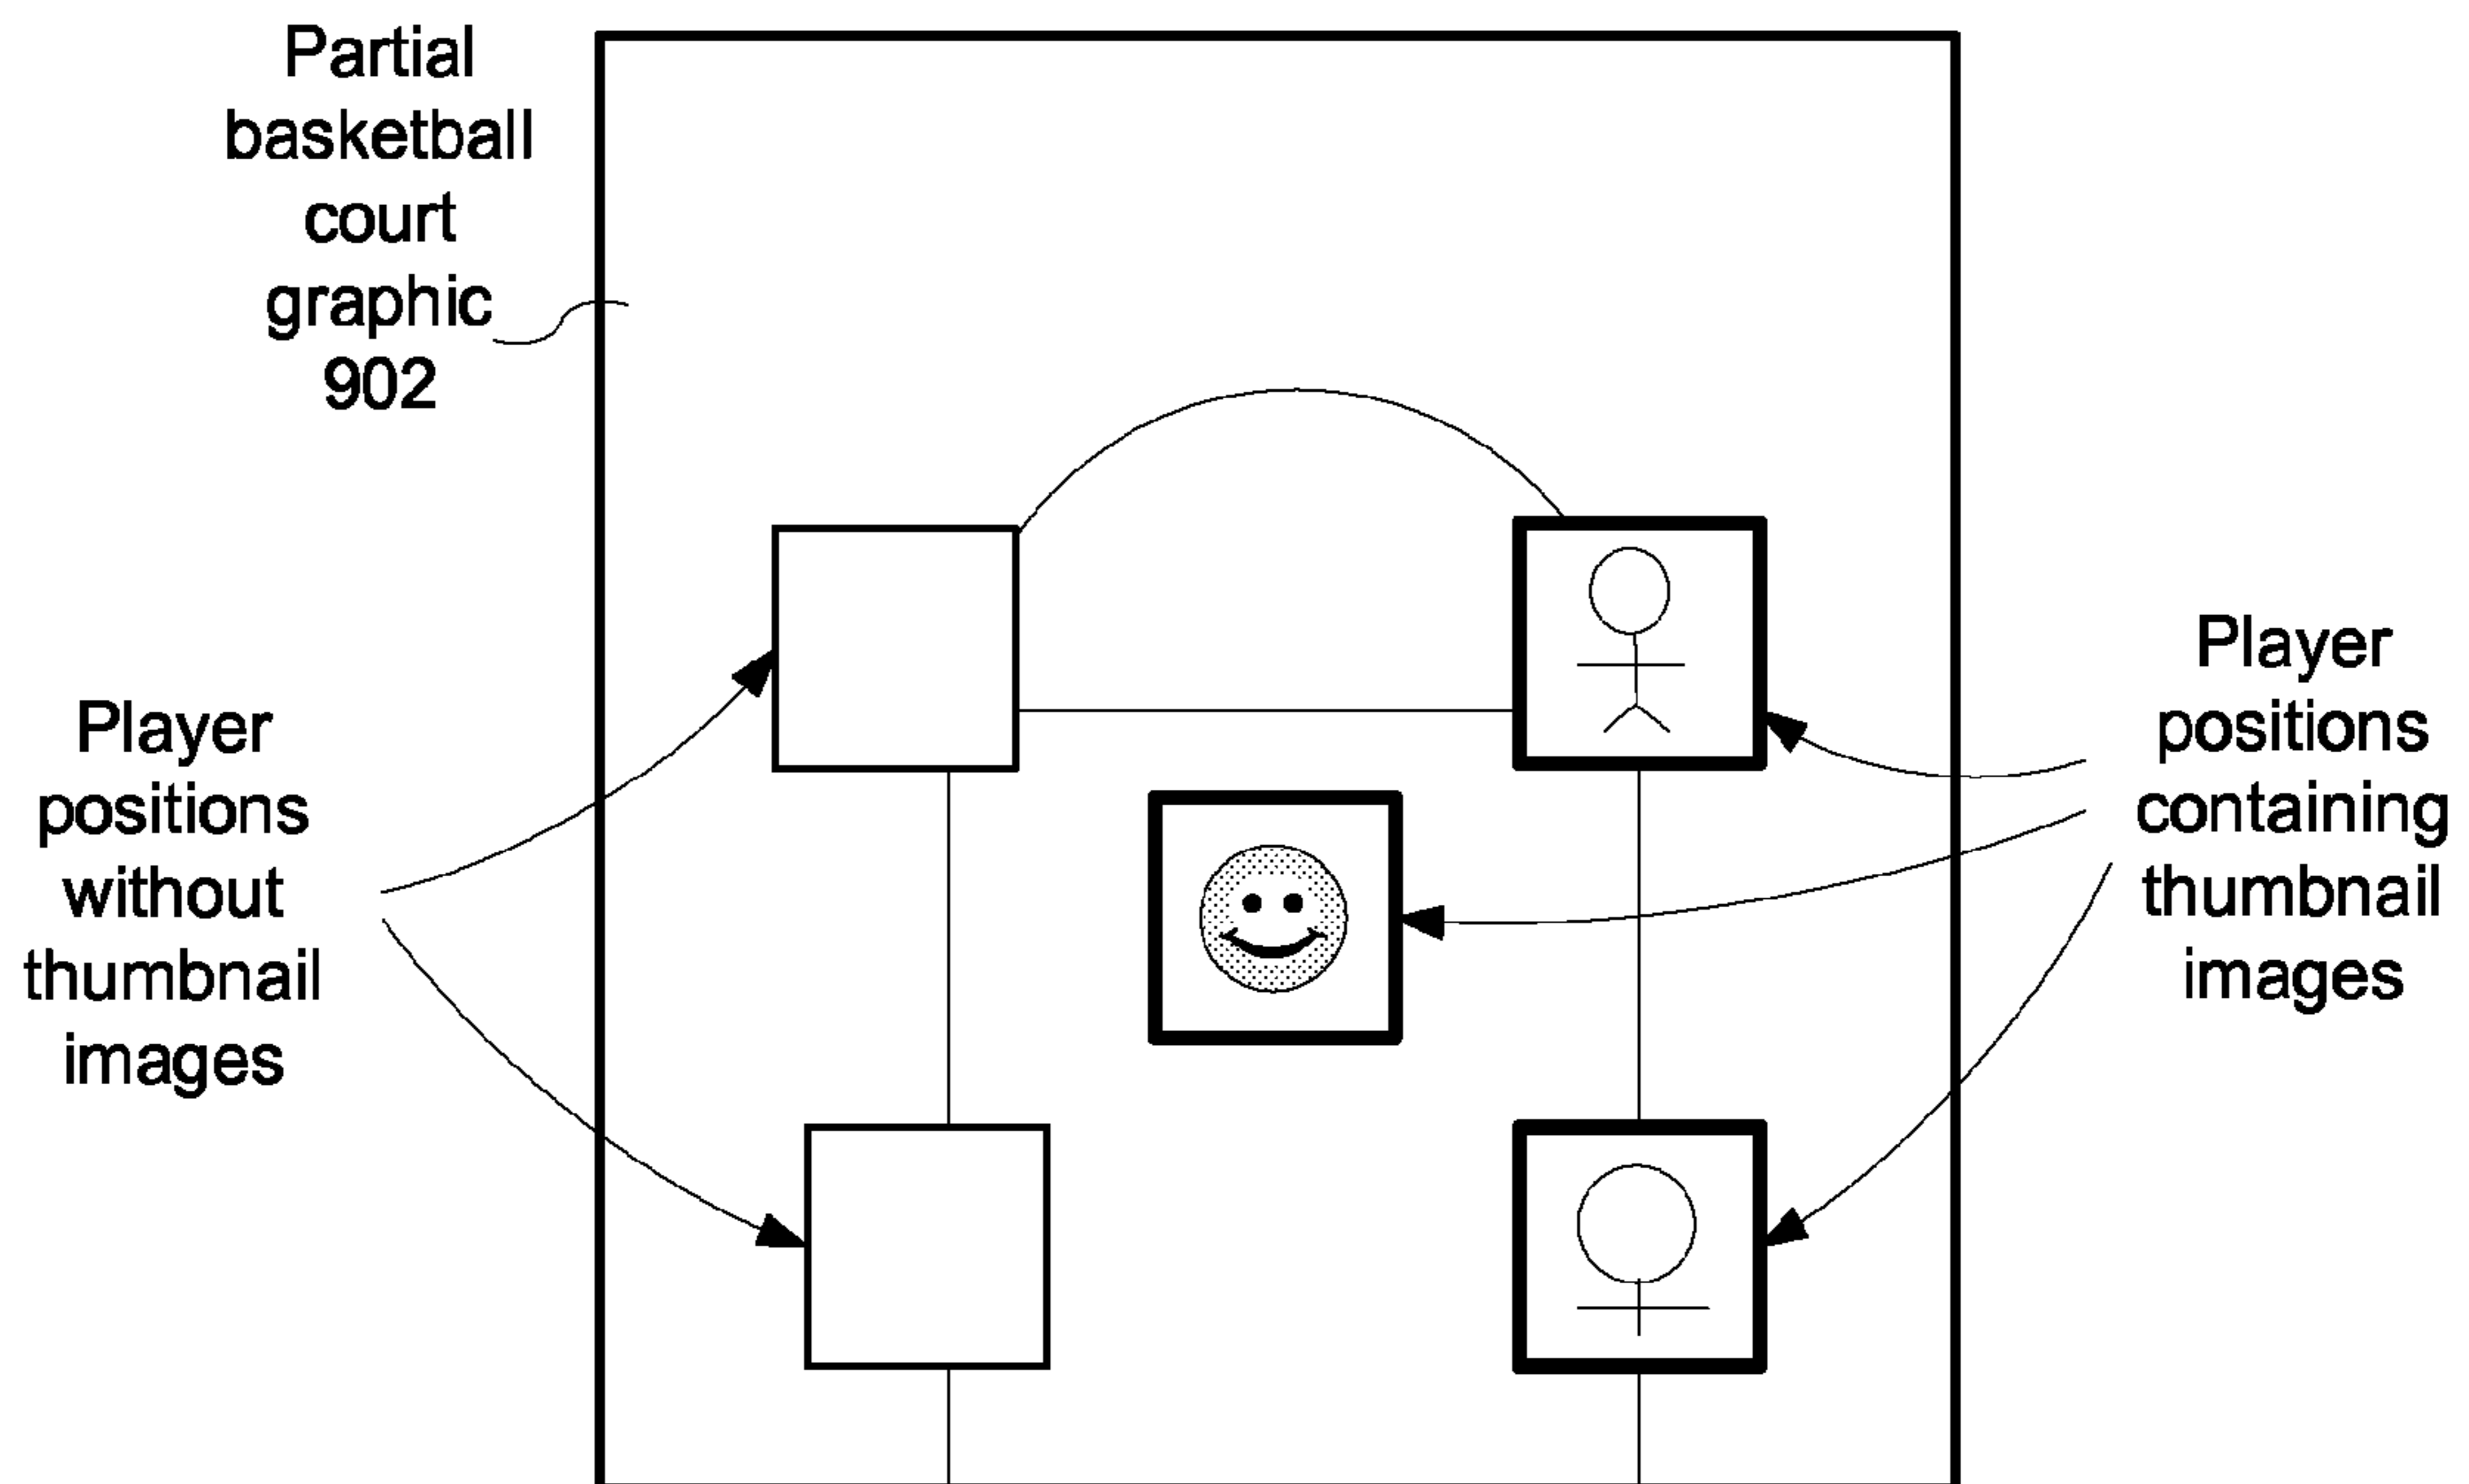 Partial
basketball
court
graphic
902
Player
positions
without
thumbnail
images
Player
positions
containing
thumbnail
images